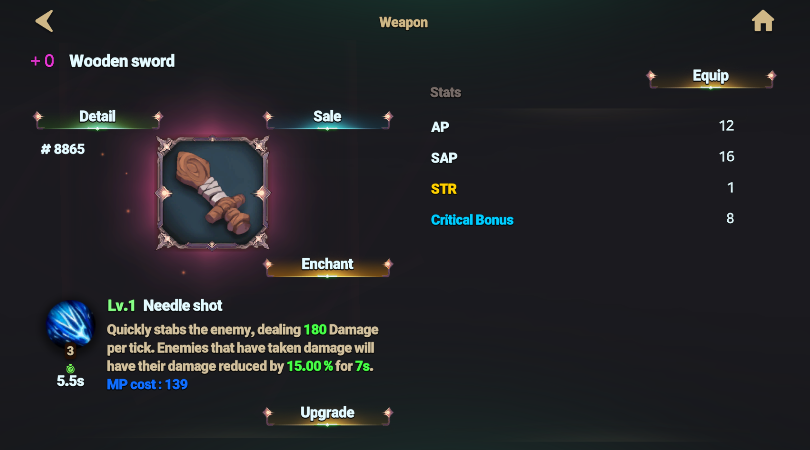 Weapon
+ 0 Wooden sword
Equip
Stats
Detail
Sale
AP 12
# 8865
SAP 16
STR 1
Critical Bonus 8
Enchant
Lv.1 Needle shot
Quickly stabs the enemy, dealing 180 Damage
per tick. Enemies that have taken damage will
have their damage reduced by 15.00 % for 7s.
MP cost : 139
3
5.5s
Upgrade